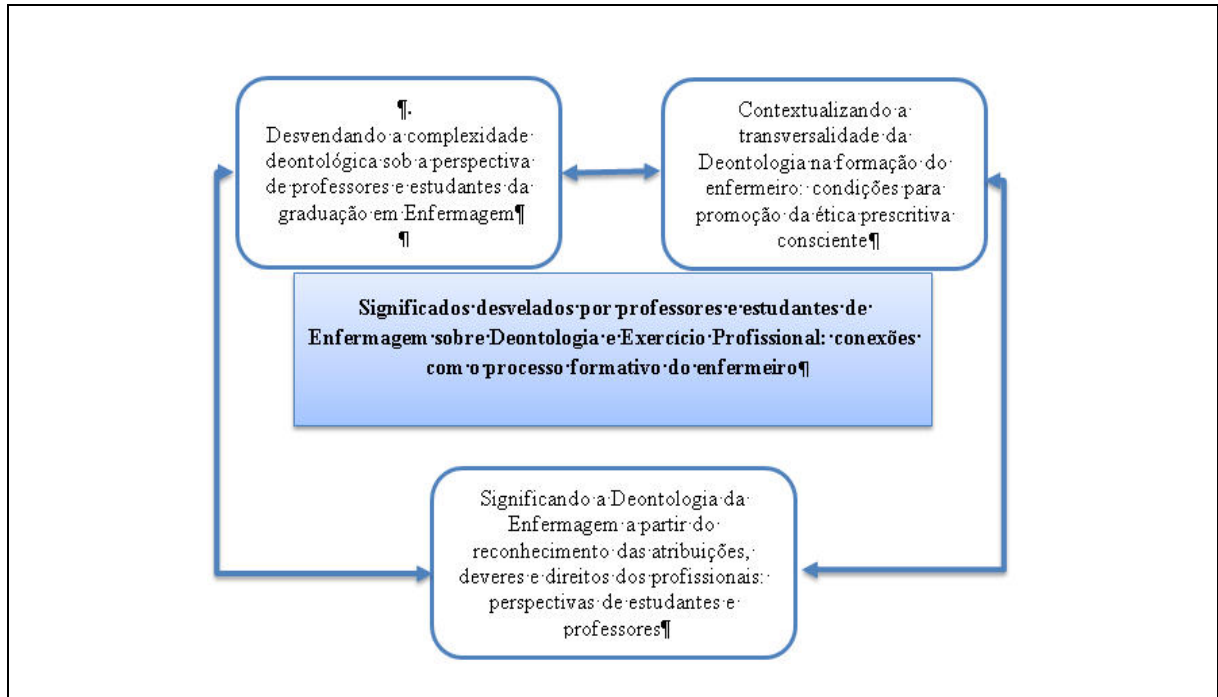 ¶.
Desvendando·a·complexidade·
deontológica·sob·a·perspectiva·
de·professores·e·estudantes·da·
graduação·em·Enfermagem¶
¶
Contextualizando·a·
transversalidade·da·
Deontologia·na·formação·do·
enfermeiro:·condições·para·
promoção·da·ética·prescritiva·
consciente¶
Significados·desvelados·por·professores·e·estudantes·de·
Enfermagem·sobre·Deontologia·e·Exercício·Profissional:·conexões·
com·o·processo·formativo·do·enfermeiro¶
Significando·a·Deontologia·da·
Enfermagem·a·partir·do·
reconhecimento·das·atribuições,·
deveres·e·direitos·dos·profissionais:·
perspectivas·de·estudantes·e·
professores¶